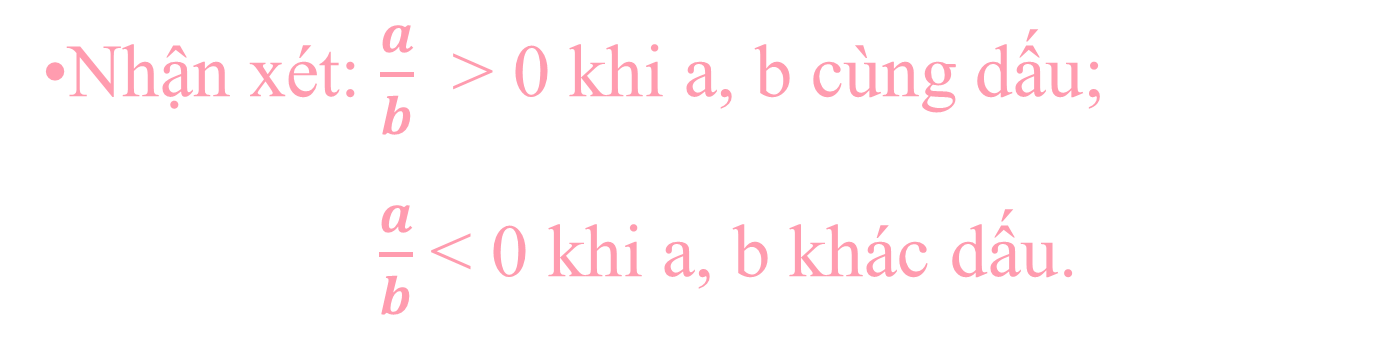 •Nhận xét: a/b > 0 khi a, b cùng dấu;
a/b < 0 khi a, b khác dấu.